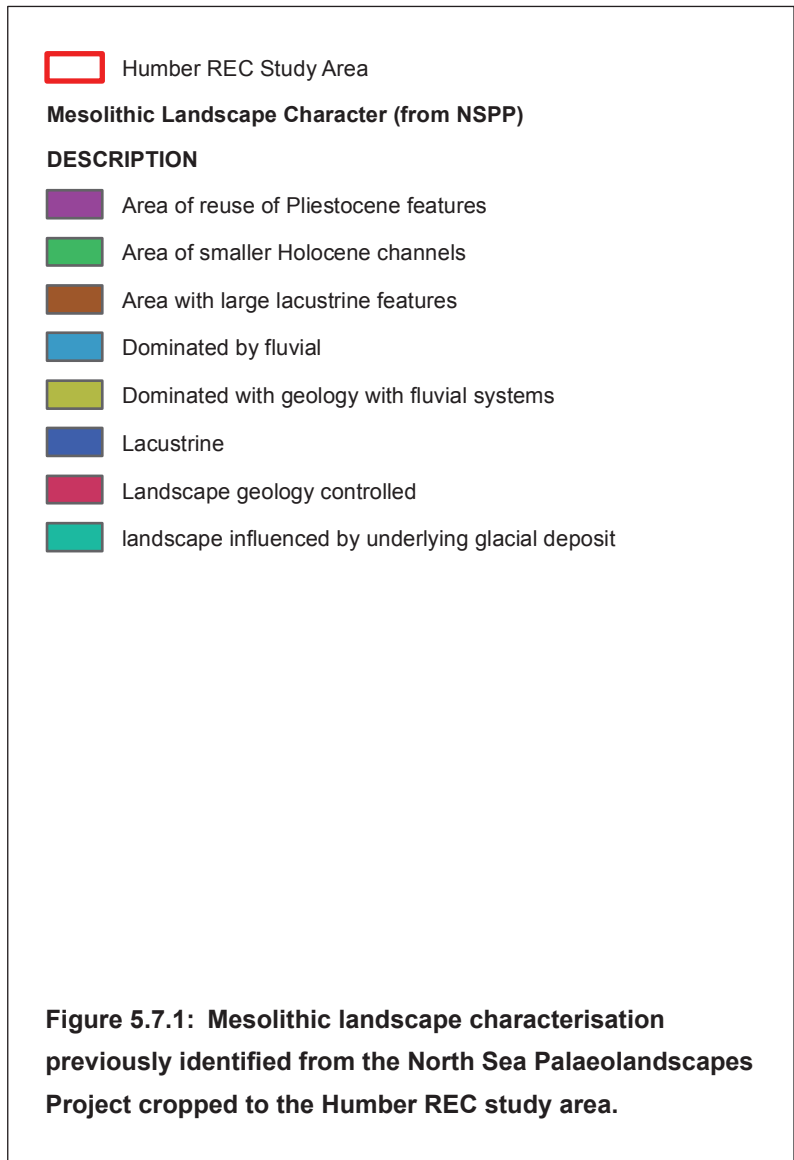 Humber REC Study Area
Mesolithic Landscape Character (from NSPP)
DESCRIPTION
Area of reuse of Pliestocene features
Area of smaller Holocene channels
Area with large lacustrine features
Dominated by fluvial
Dominated with geology with fluvial systems
Lacustrine
Landscape geology controlled
landscape influenced by underlying glacial deposit
Figure 5.7.1: Mesolithic landscape characterisation
previously identified from the North Sea Palaeolandscapes
Project cropped to the Humber REC study area.